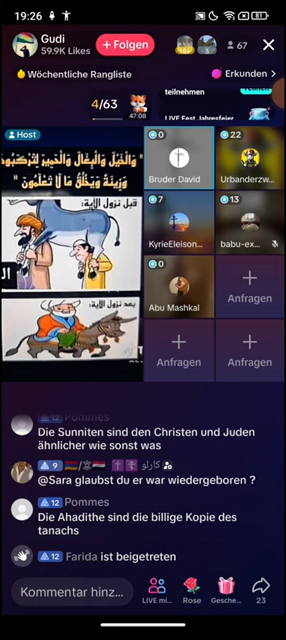 19:26
81
Gudi
59.9K Likes
+ Folgen
67
Wöchentliche Rangliste
Erkunden >
4/63
47:08
teilnehmen
LIVE Fest Jahresfeier
Host
"وَالْخَيْلَ وَالْبِغَالَ وَالْحَمِيرَ لِتَرْكَبُو
وَزِينَةً وَيَخْلُقُ مَا لَا تَعْلَمُونَ "
قبل نزول الآية:
بعد نزول الآية:
0
Bruder David
22
Urbanderzw...
7
KyrieEleison...
13
babu-ex...
0
Abu Mashkal
Anfragen
Anfragen
Anfragen
12 Pommes
Die Sunniten sind den Christen und Juden
ähnlicher wie sonst was
9 كارلو
@Sara glaubst du er war wiedergeboren ?
12 Pommes
Die Ahadithe sind die billige Kopie des
tanachs
12 Farida ist beigetreten
Kommentar hinz...
LIVE mi...
Rose
Gesche...
23